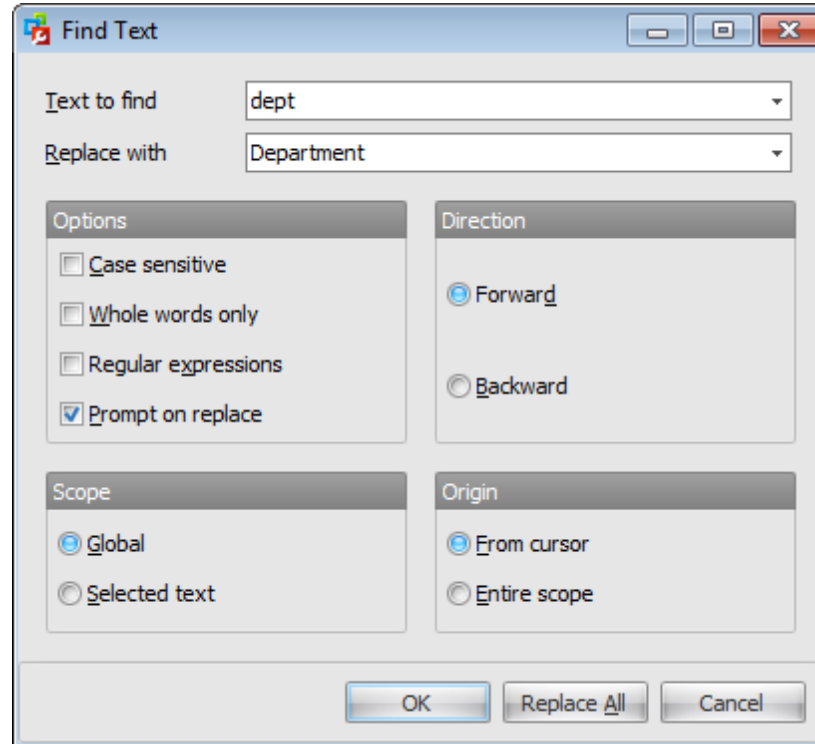 Find Text
Text to find dept
Replace with Department
Options
Case sensitive
Whole words only
Regular expressions
Prompt on replace
Direction
Forward
Backward
Scope
Global
Selected text
Origin
From cursor
Entire scope
OK Replace All Cancel